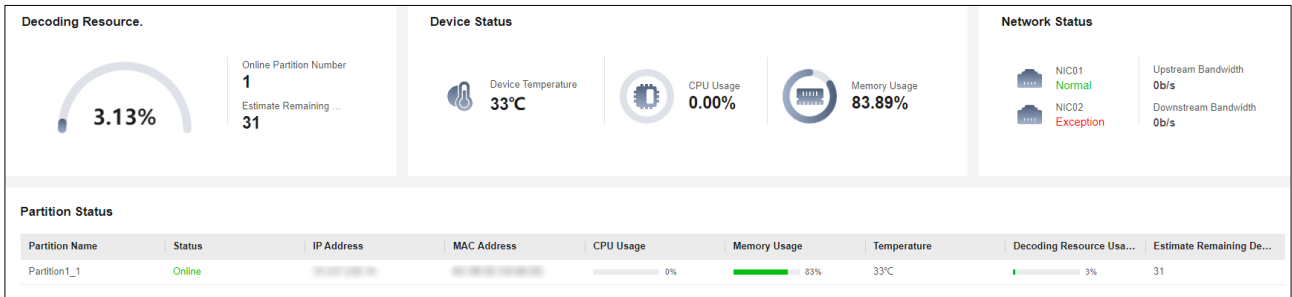 Decoding Resource.
3.13%
Online Partition Number
1
Estimate Remaining ...
31
Device Status
Device Temperature
33℃
CPU Usage
0.00%
Memory Usage
83.89%
Network Status
NIC01
Normal
NIC02
Exception
Upstream Bandwidth
0b/s
Downstream Bandwidth
0b/s
Partition Status
Partition Name Status IP Address MAC Address CPU Usage Memory Usage Temperature Decoding Resource Usa... Estimate Remaining De...
Partition1_1 Online 0% 83% 33℃ 3% 31